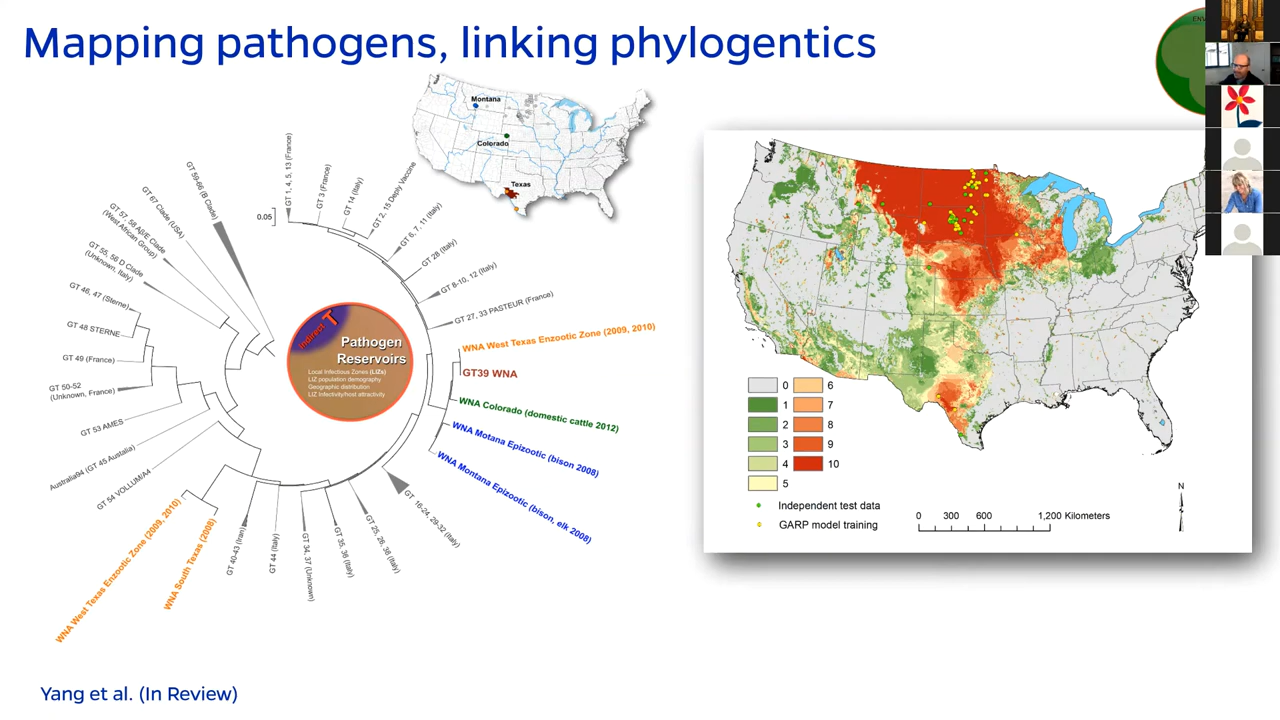 Mapping pathogens, linking phylogentics
ENV
Montana
Colorado
Texas
0.05
GT 59-66 (B Clade)
GT 67 Clade (USA)
GT 57, 58 Aβ/E Clade
(West African Group)
GT 55, 56 D Clade
(Unknown, Italy)
GT 46, 47 (Sterne)
GT 48 STERNE
GT 49 (France)
GT 50-52
(Unknown, France)
GT 53 AMES
Australia94 (GT 45 Australia)
GT 54 VOLLUM/A4
WNA West Texas Enzootic Zone (2009, 2010)
WNA South Texas (2008)
GT 40-43 (Iran)
GT 44 (Italy)
GT 34, 37 (Unknown)
GT 35, 36 (Italy)
GT 25, 26, 38 (Italy)
GT 16-24, 29-32 (Italy)
WNA Montana Epizootic (bison, elk 2008)
WNA Motana Epizootic (bison 2008)
WNA Colorado (domestic cattle 2012)
GT39 WNA
WNA West Texas Enzootic Zone (2009, 2010)
GT 27, 33 PASTEUR (France)
GT 8-10, 12 (Italy)
GT 28 (Italy)
GT 6, 7, 11 (Italy)
GT 2, 15 Denly Vaccine
GT 14 (Italy)
GT 3 (France)
GT 1, 4, 5, 13 (France)
Indirect T
Pathogen
Reservoirs
Local Infectious Zones (LIZs)
LIZ population demography
Geographic distribution
LIZ Infectivity/host attractivity
0 6
1 7
2 8
3 9
4 10
5
Independent test data
GARP model training
0 300 600 1,200 Kilometers
N
Yang et al. (In Review)